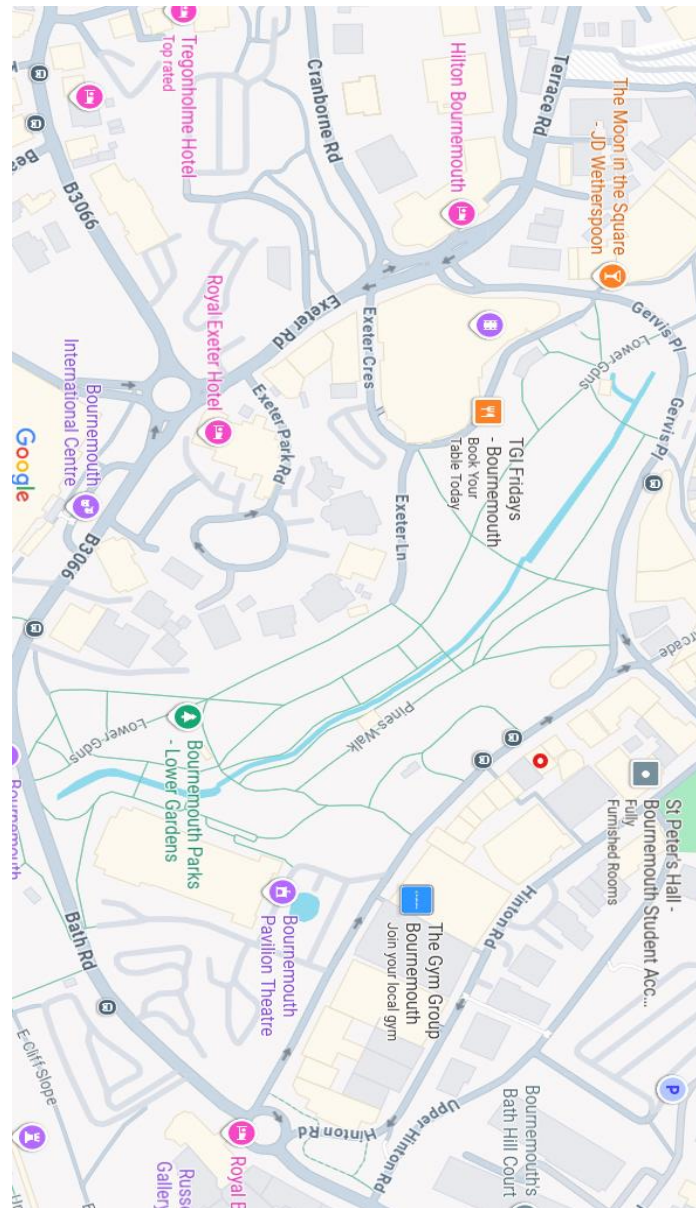 Tregonholme Hotel
Top rated
Cranborne Rd
Hilton Bournemouth
Terrace Rd
The Moon in the Square
- JD Wetherspoon
B3066
Exeter Rd
Exeter Cres
Gervis Pl
Lower Gdns
Gervis Pl
Royal Exeter Hotel
Exeter Park Rd
Bournemouth
International Centre
Google
B3066
Exeter Ln
TGI Fridays
- Bournemouth
Book Your
Table Today
Pines Walk
Lower Gdns
Bournemouth Parks
- Lower Gardens
Bournemouth
Bath Rd
Bournemouth
Pavilion Theatre
The Gym Group
Bournemouth
Join your local gym
St Peter's Hall -
Bournemouth Student Acc...
Fully
Furnished Rooms
Hinton Rd
Upper Hinton Rd
Hinton Rd
Bournemouth's
Bath Hill Court
P
E Cliff Slope
Royal
Gallery